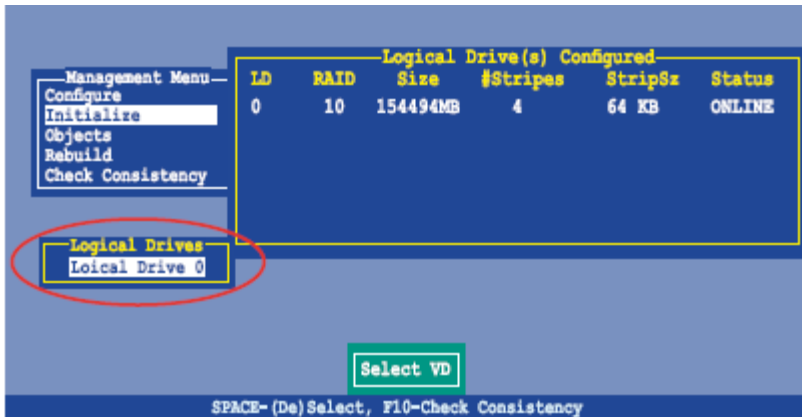 Logical Drive(s) Configured
LD RAID Size #Stripes StripSz Status
0 10 154494MB 4 64 KB ONLINE
Management Menu
Configure
Initialize
Objects
Rebuild
Check Consistency
Logical Drives
Loical Drive 0
Select VD
SPACE-(De)Select, F10-Check Consistency